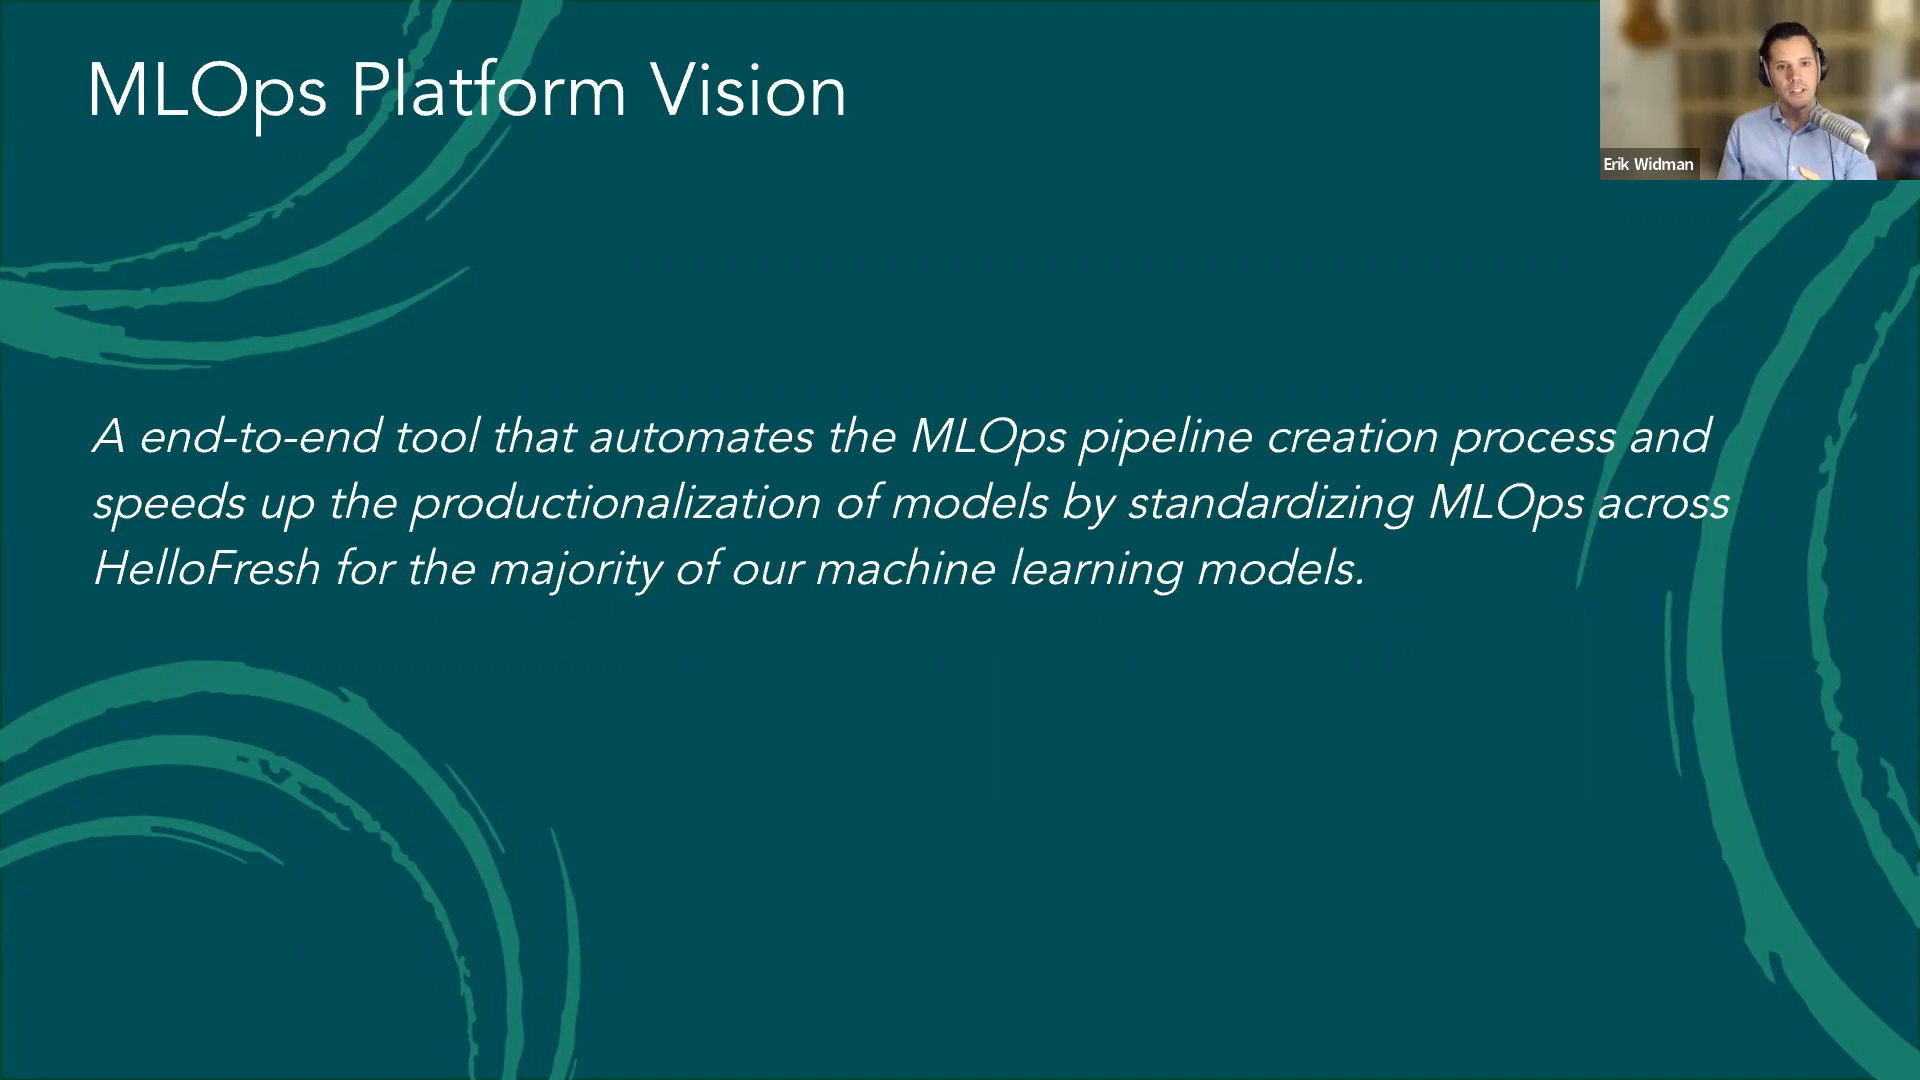 MLOps Platform Vision
Erik Widman
A end-to-end tool that automates the MLOps pipeline creation process and
speeds up the productionalization of models by standardizing MLOps across
HelloFresh for the majority of our machine learning models.